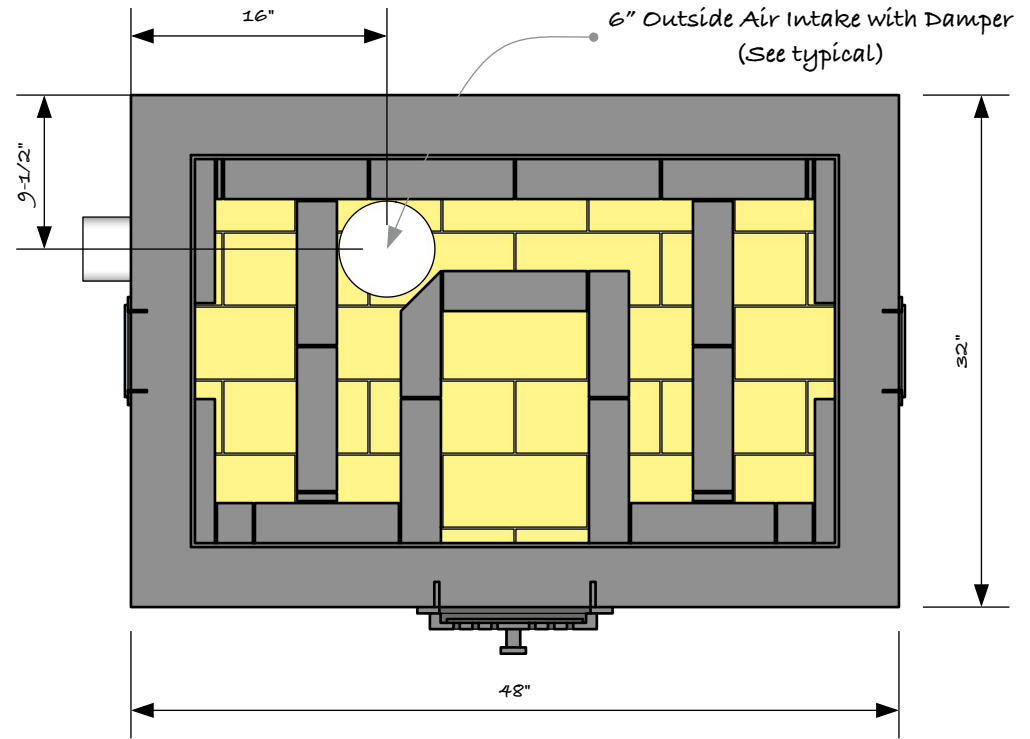 16"
6” Outside Air Intake with Damper
(See typical)
9-1/2"
32"
48"